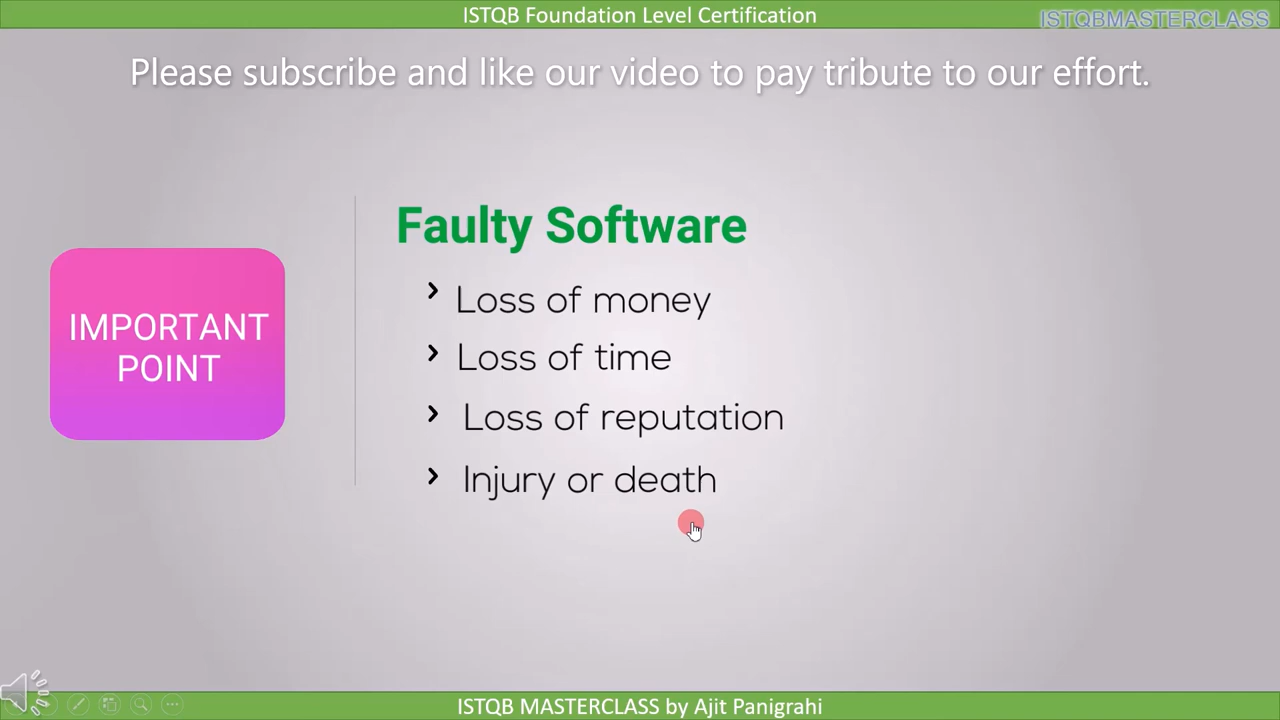 ISTQB Foundation Level Certification
ISTQBMASTERCLASS
Please subscribe and like our video to pay tribute to our effort.
IMPORTANT
POINT
Faulty Software
Loss of money
Loss of time
Loss of reputation
Injury or death
ISTQB MASTERCLASS by Ajit Panigrahi